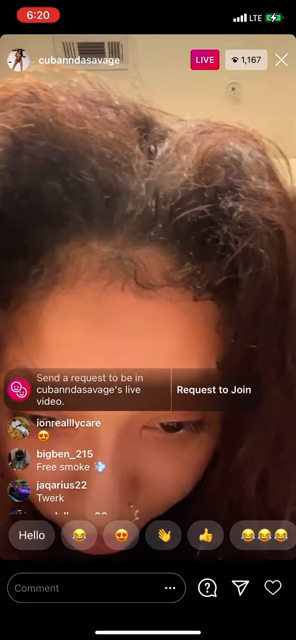 6:20
LTE
cubanndasavage
LIVE
1,167
Send a request to be in
cubanndasavage's live
video.
Request to Join
ionrealllycare
😍
bigben_215
Free smoke 💨
jaqarius22
Twerk
Hello
😂
😍
👋
👍
😂😂😂
Comment